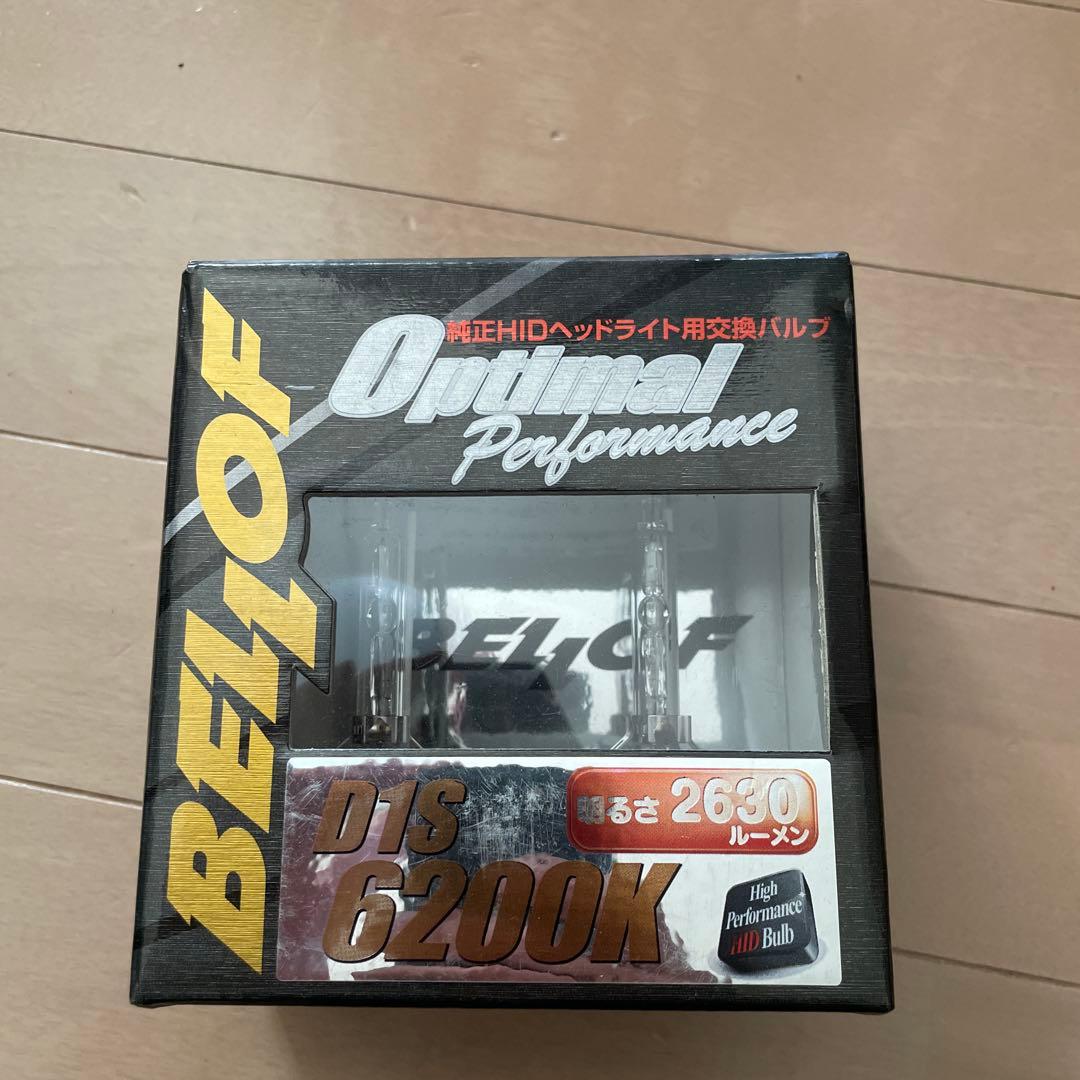 BELLOF
純正HIDヘッドライト用交換バルブ
Optimal
Performance
BELLOF
D1S
6200K
明るさ 2630
ルーメン
High
Performance
HID Bulb